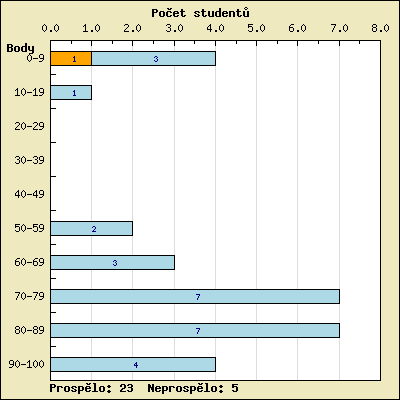 Počet studentů
0.0 1.0 2.0 3.0 4.0 5.0 6.0 7.0 8.0
Body
0-9 1 3
10-19 1
20-29
30-39
40-49
50-59 2
60-69 3
70-79 7
80-89 7
90-100 4
Prospělo: 23 Neprospělo: 5